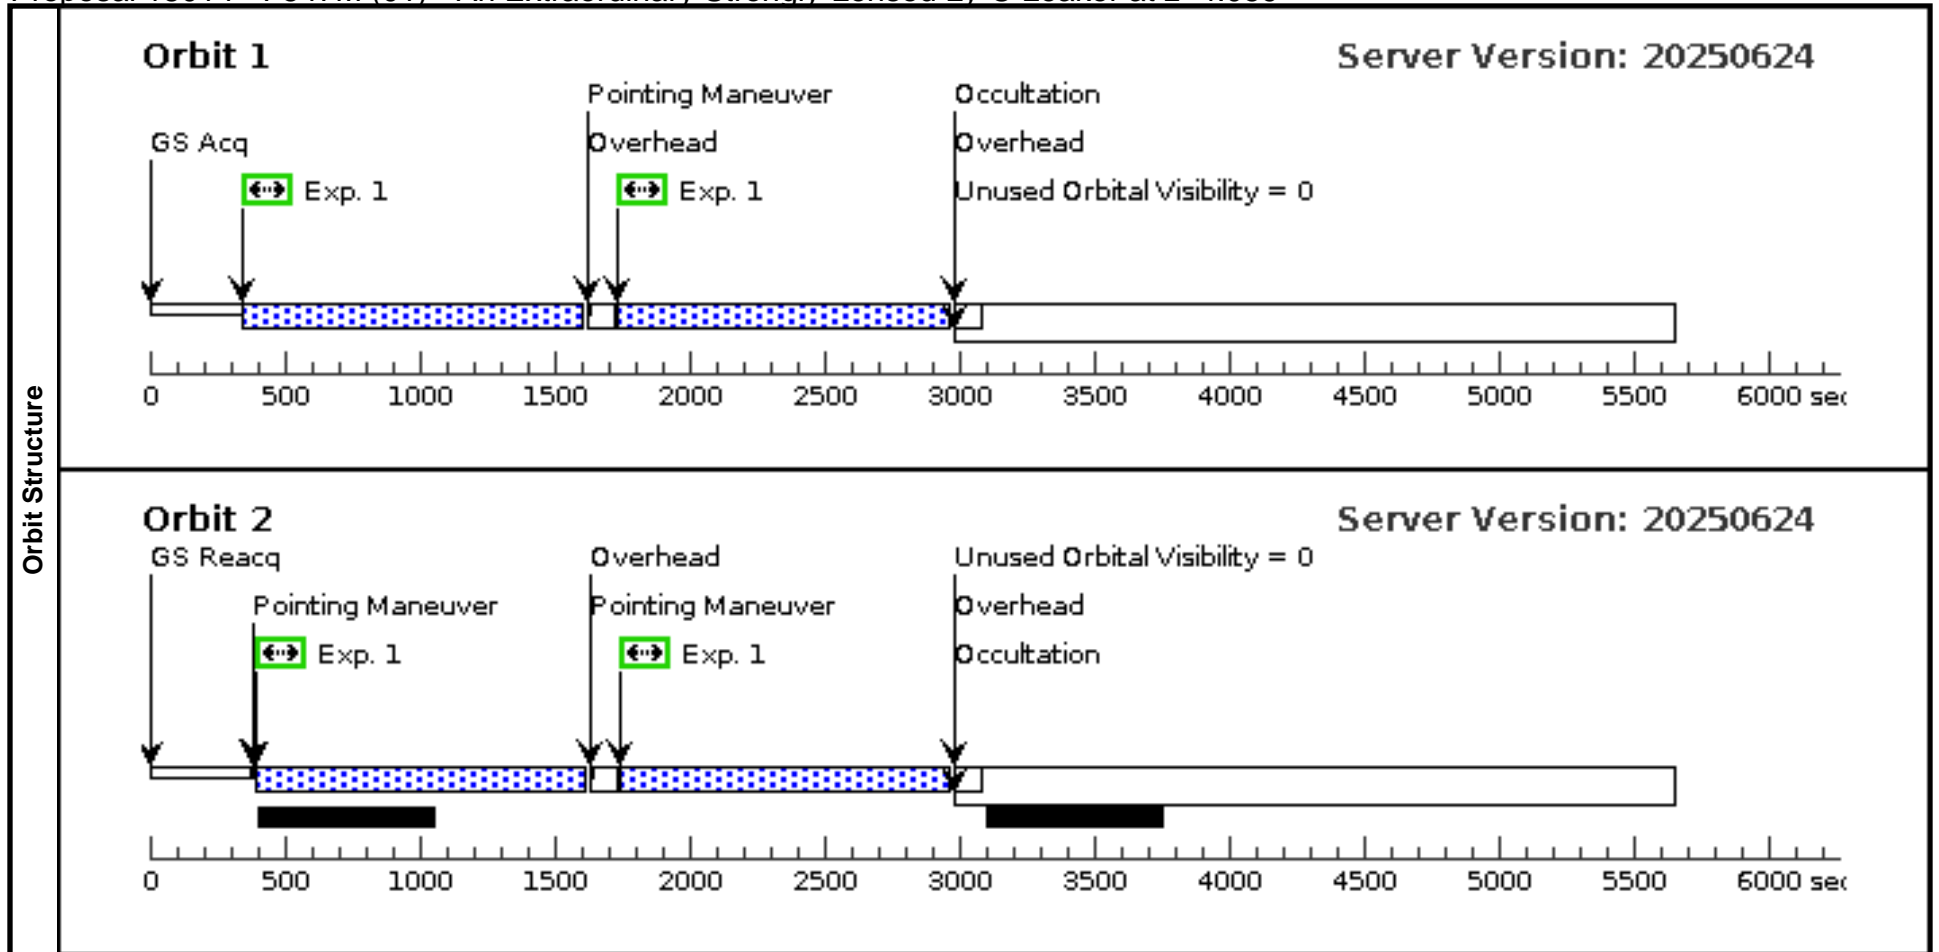 Orbit Structure
Orbit 1
Server Version: 20250624
Pointing Maneuver
Occultation
GS Acq
Overhead
Overhead
Exp. 1
Exp. 1
Unused Orbital Visibility = 0
0 500 1000 1500 2000 2500 3000 3500 4000 4500 5000 5500 6000 sec
Orbit 2
Server Version: 20250624
GS Reacq
Overhead
Unused Orbital Visibility = 0
Pointing Maneuver
Pointing Maneuver
Overhead
Exp. 1
Exp. 1
Occultation
0 500 1000 1500 2000 2500 3000 3500 4000 4500 5000 5500 6000 sec